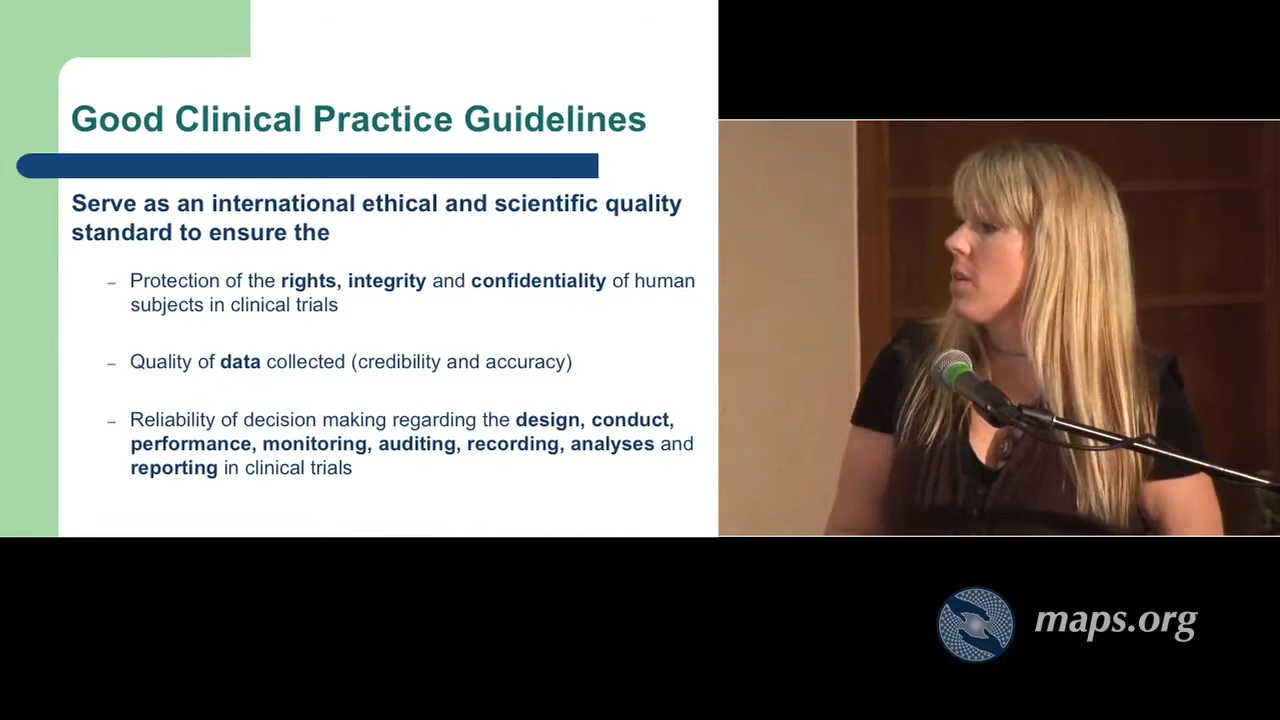 Good Clinical Practice Guidelines
Serve as an international ethical and scientific quality
standard to ensure the
– Protection of the rights, integrity and confidentiality of human
subjects in clinical trials
– Quality of data collected (credibility and accuracy)
– Reliability of decision making regarding the design, conduct,
performance, monitoring, auditing, recording, analyses and
reporting in clinical trials
maps.org